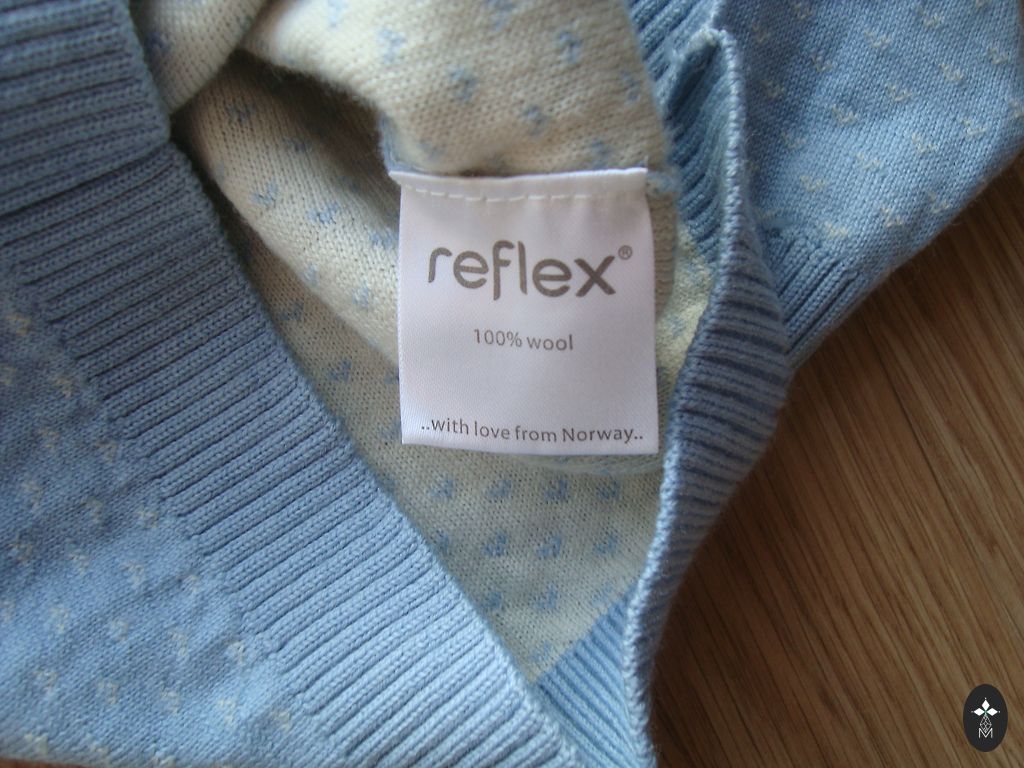 reflex®
100% wool
..with love from Norway..
M